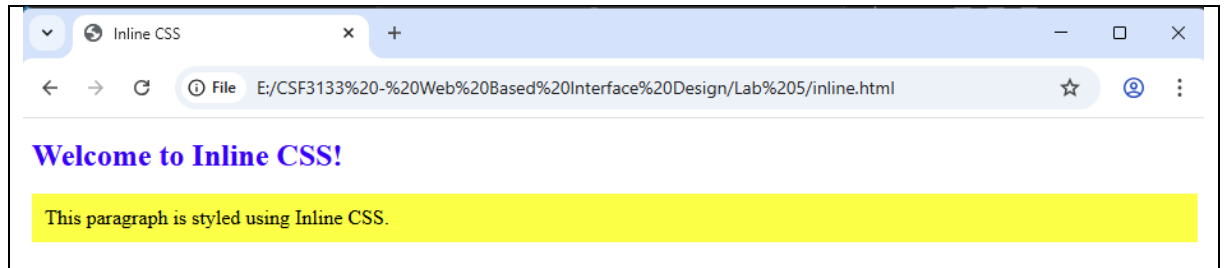 Inline CSS
File E:/CSF3133%20-%20Web%20Based%20Interface%20Design/Lab%205/inline.html
Welcome to Inline CSS!
This paragraph is styled using Inline CSS.